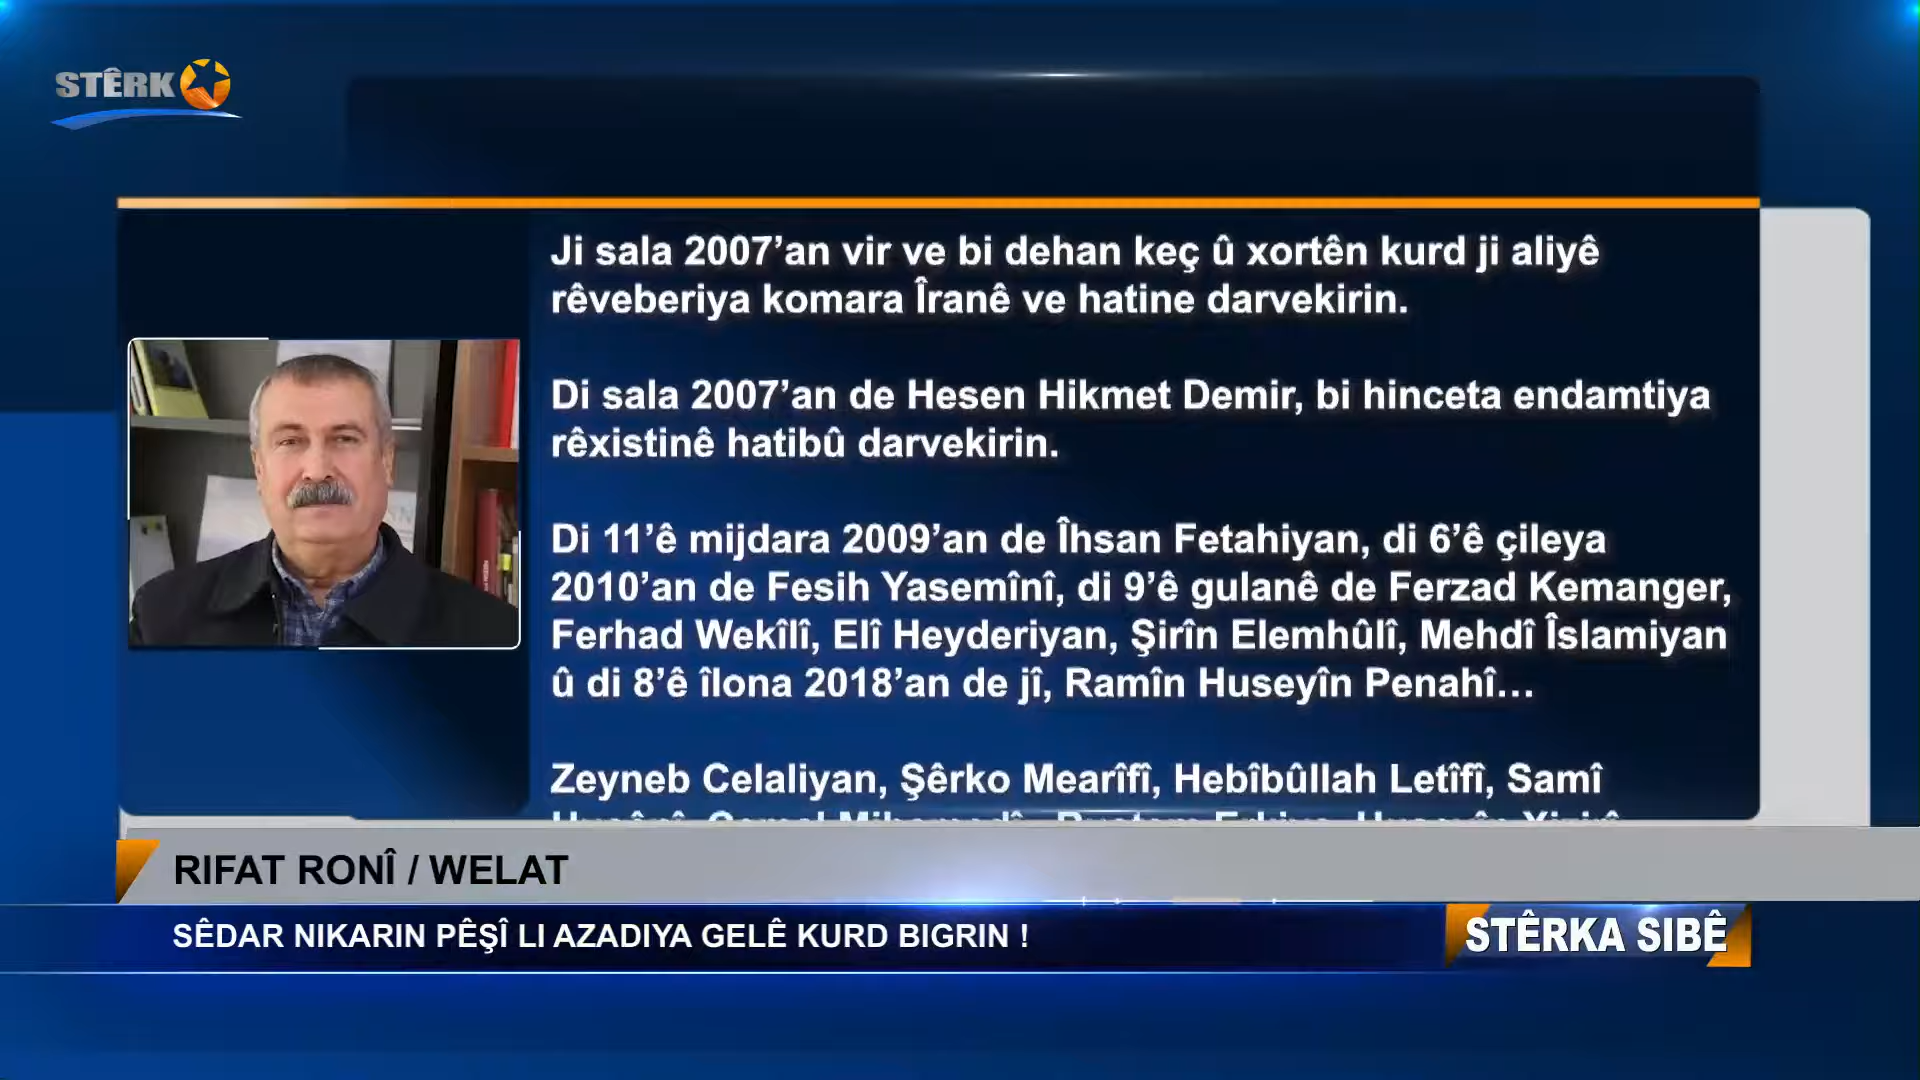 STÊRK
Ji sala 2007’an vir ve bi dehan keç û xortên kurd ji aliyê
rêveberiya komara Îranê ve hatine darvekirin.
Di sala 2007’an de Hesen Hikmet Demir, bi hinceta endamtiya
rêxistinê hatibû darvekirin.
Di 11’ê mijdara 2009’an de Îhsan Fetahiyan, di 6’ê çileya
2010’an de Fesih Yasemînî, di 9’ê gulanê de Ferzad Kemanger,
Ferhad Wekîlî, Elî Heyderiyan, Şirîn Elemhûlî, Mehdî Îslamiyan
û di 8’ê îlona 2018’an de jî, Ramîn Huseyîn Penahî…
Zeyneb Celaliyan, Şêrko Mearîfî, Hebîbûllah Letîfî, Samî
RIFAT RONÎ / WELAT
SÊDAR NIKARIN PÊŞÎ LI AZADIYA GELÊ KURD BIGRIN !
STÊRKA SIBÊ